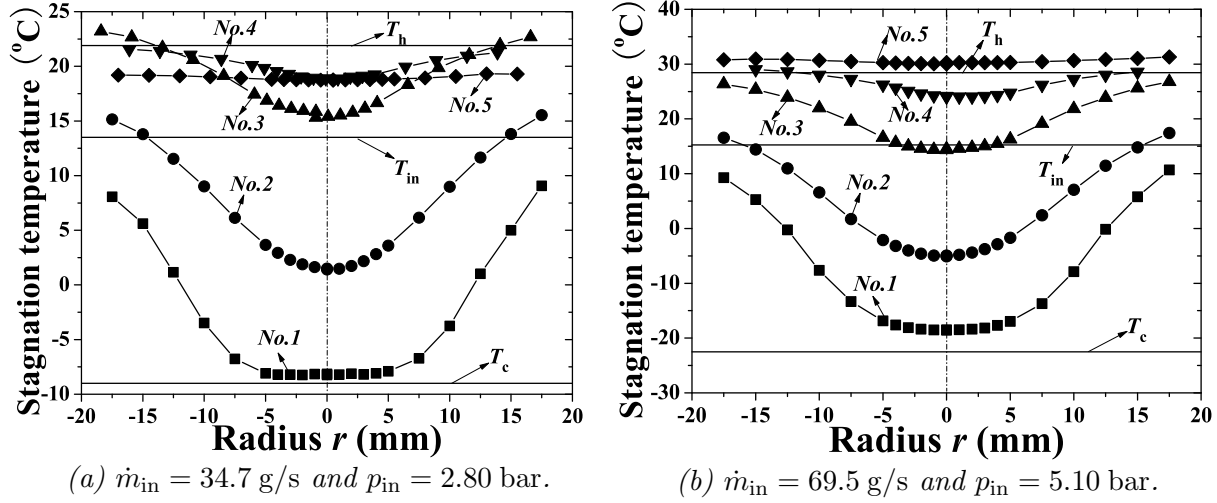 Stagnation temperature (°C)
25
20
15
10
5
0
-5
-10
-20 -15 -10 -5 0 5 10 15 20
Radius r (mm)
No.4
T_h
No.3
No.5
T_in
No.2
No.1
T_c
(a) ṁ_in = 34.7 g/s and p_in = 2.80 bar.
Stagnation temperature (°C)
40
30
20
10
0
-10
-20
-30
-20 -15 -10 -5 0 5 10 15 20
Radius r (mm)
No.5
T_h
No.3
No.4
T_in
No.2
No.1
T_c
(b) ṁ_in = 69.5 g/s and p_in = 5.10 bar.